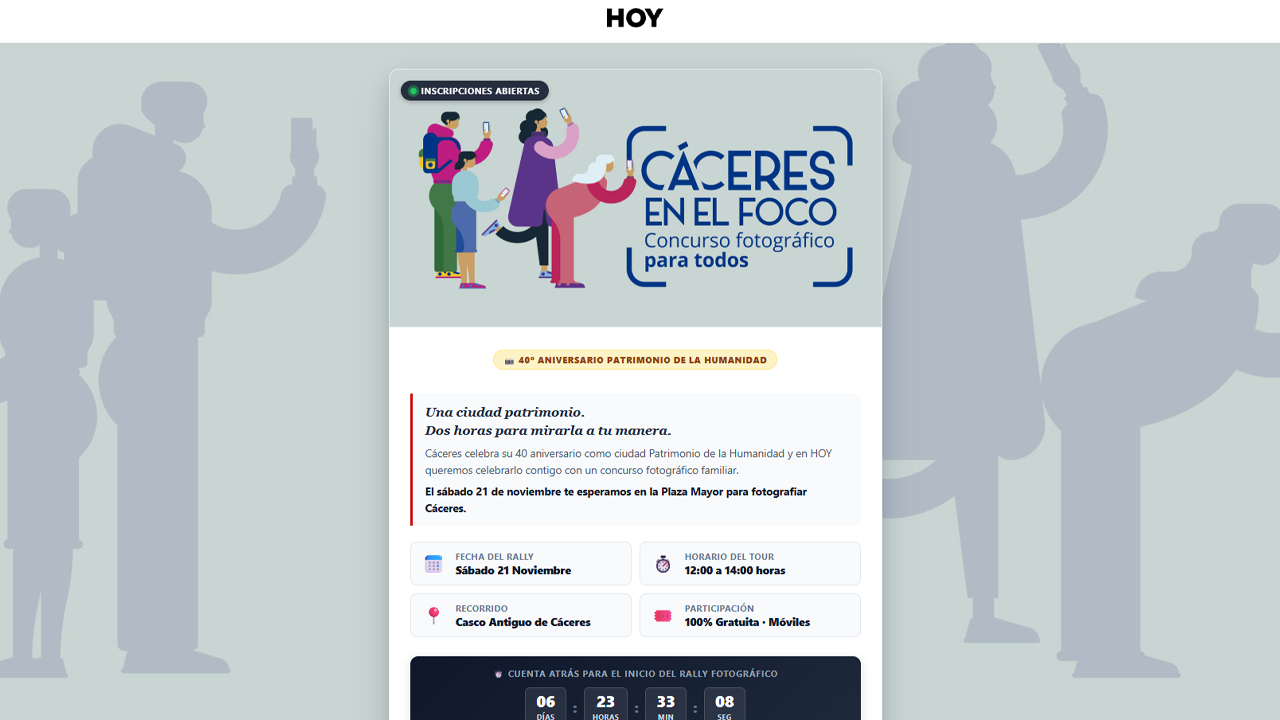 HOY
INSCRIPCIONES ABIERTAS
CÁCERES
EN EL FOCO
Concurso fotográfico
para todos
40º ANIVERSARIO PATRIMONIO DE LA HUMANIDAD
Una ciudad patrimonio.
Dos horas para mirarla a tu manera.
Cáceres celebra su 40 aniversario como ciudad Patrimonio de la Humanidad y en HOY
queremos celebrarlo contigo con un concurso fotográfico familiar.
El sábado 21 de noviembre te esperamos en la Plaza Mayor para fotografiar
Cáceres.
FECHA DEL RALLY
Sábado 21 Noviembre
HORARIO DEL TOUR
12:00 a 14:00 horas
RECORRIDO
Casco Antiguo de Cáceres
PARTICIPACIÓN
100% Gratuita · Móviles
CUENTA ATRÁS PARA EL INICIO DEL RALLY FOTOGRÁFICO
06 : 23 : 33 : 08
DÍAS HORAS MIN SEG